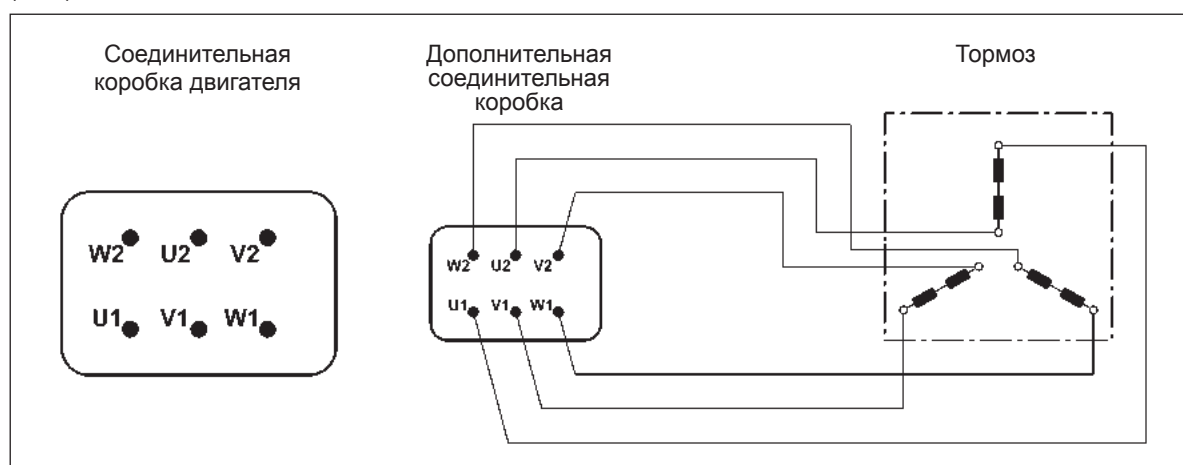 Соединительная
коробка двигателя
Дополнительная
соединительная
коробка
Тормоз
W2 U2 V2
U1 V1 W1
W2 U2 V2
U1 V1 W1